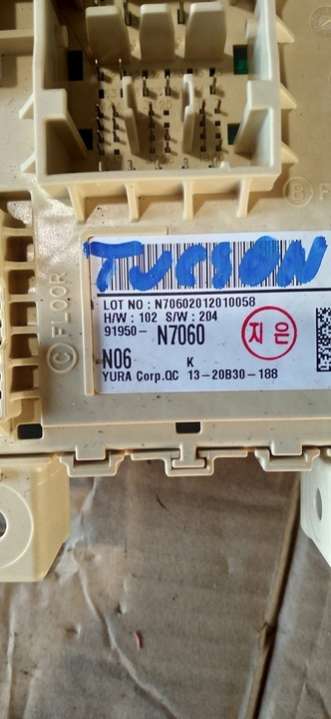 TUCSON
LOT NO : N70602012010058
H/W : 102 S/W : 204
91950- N7060
지은
N06 K
YURA Corp.QC 13-20B30-188
C FLOOR